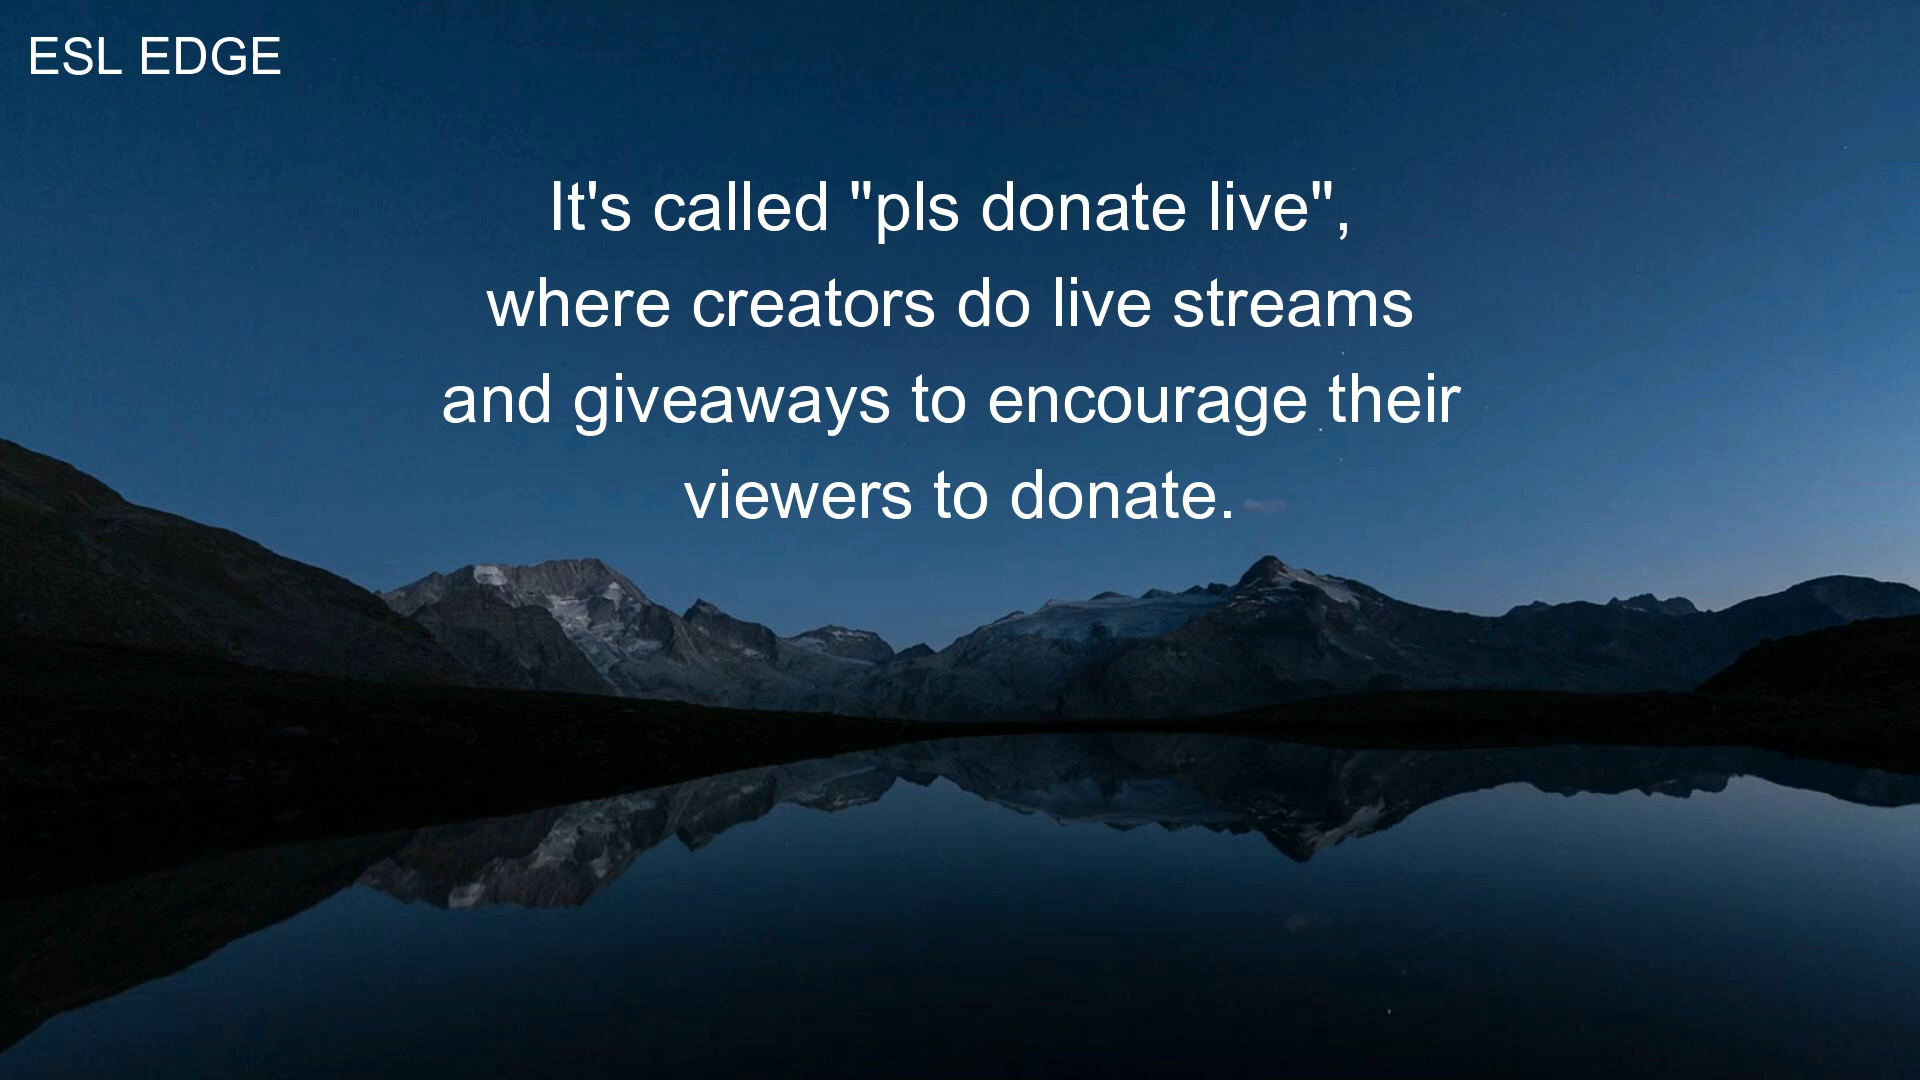 ESL EDGE
It's called "pls donate live",
where creators do live streams
and giveaways to encourage their
viewers to donate.